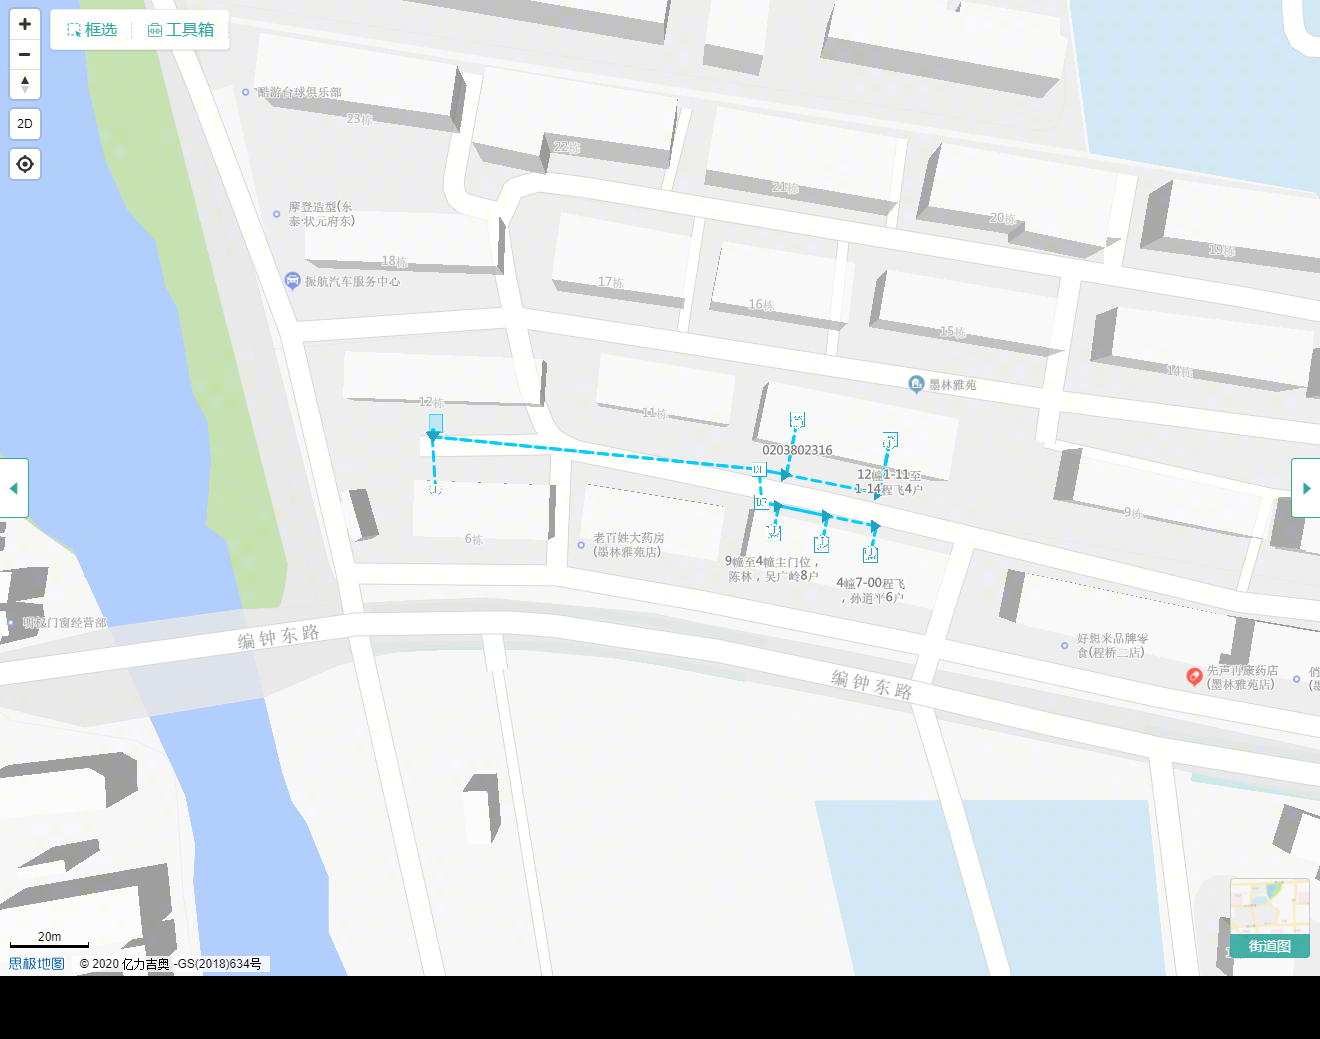 框选
工具箱
2D
酷游台球俱乐部
23栋
22栋
21栋
20栋
19栋
摩登造型(东
泰·状元府东)
18栋
振航汽车服务中心
17栋
16栋
15栋
14栋
墨林雅苑
12栋
11栋
0203802316
12幢1-11至
1-14程飞4户
9栋
6栋
老百姓大药房
(墨林雅苑店)
9幢至4幢主门位，
陈林，吴广岭8户
4幢7-00程飞
，孙道平6户
编钟东路
好想来品牌零
食(程桥二店)
先声再康药店
(墨林雅苑店)
编钟东路
20m
思极地图
© 2020 亿力吉奥 -GS(2018)634号
街道图